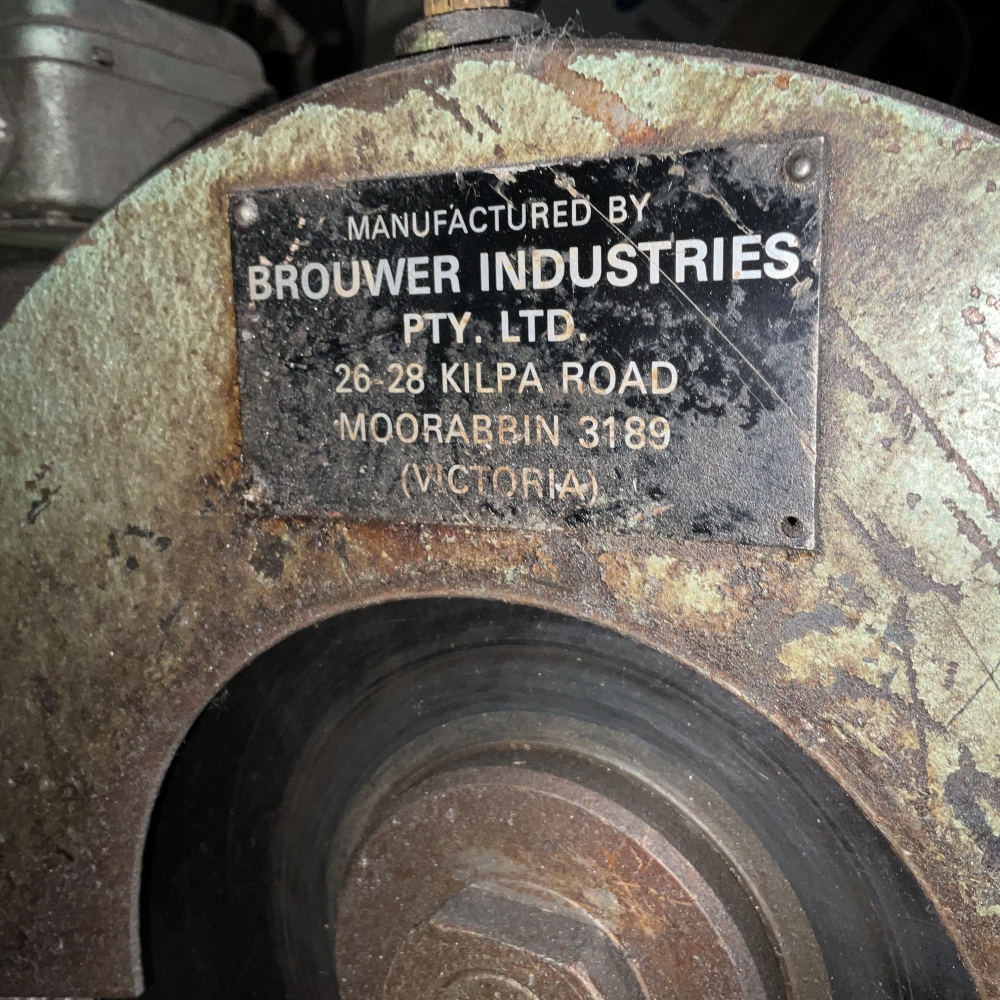 MANUFACTURED BY
BROUWER INDUSTRIES
PTY. LTD.
26-28 KILPA ROAD
MOORABBIN 3189
(VICTORIA)